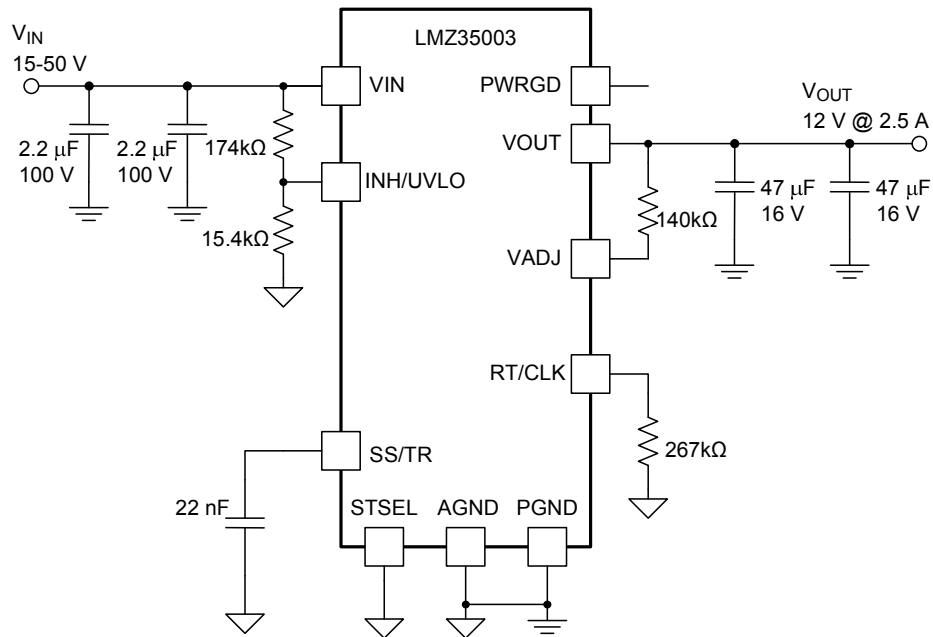 LMZ35003
VIN
15-50 V
VIN
PWRGD
VOUT
12 V @ 2.5 A
VOUT
2.2 μF
100 V
2.2 μF
100 V
174kΩ
INH/UVLO
47 μF
16 V
47 μF
16 V
140kΩ
15.4kΩ
VADJ
RT/CLK
267kΩ
SS/TR
22 nF
STSEL
AGND
PGND